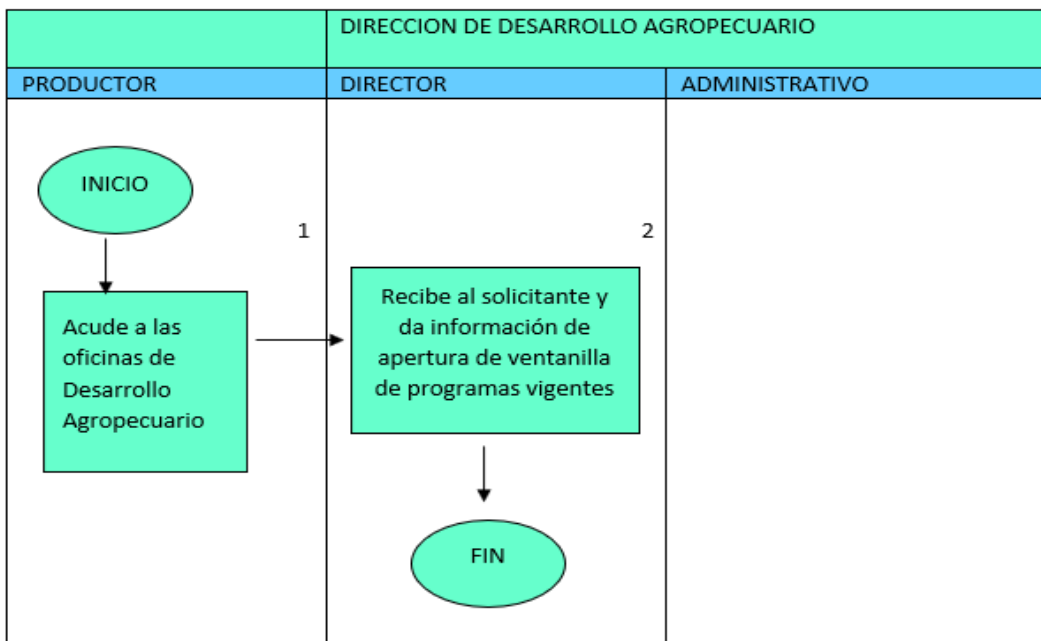 DIRECCION DE DESARROLLO AGROPECUARIO
PRODUCTOR
DIRECTOR
ADMINISTRATIVO
INICIO
1
Acude a las
oficinas de
Desarrollo
Agropecuario
2
Recibe al solicitante y
da información de
apertura de ventanilla
de programas vigentes
FIN